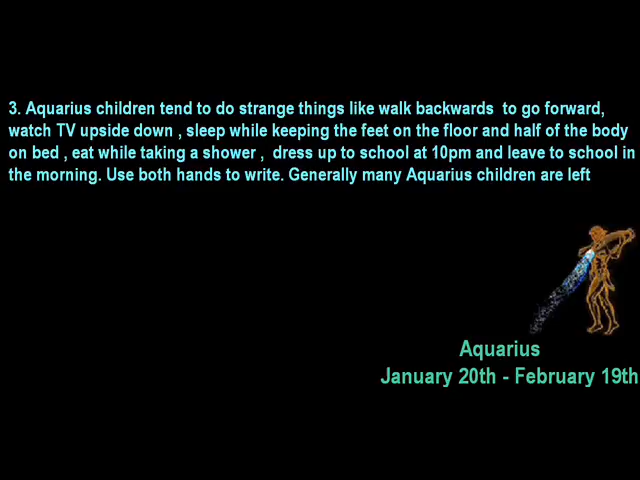 3. Aquarius children tend to do strange things like walk backwards  to go forward,
watch TV upside down , sleep while keeping the feet on the floor and half of the body
on bed , eat while taking a shower ,  dress up to school at 10pm and leave to school in
the morning. Use both hands to write. Generally many Aquarius children are left
Aquarius
January 20th - February 19th